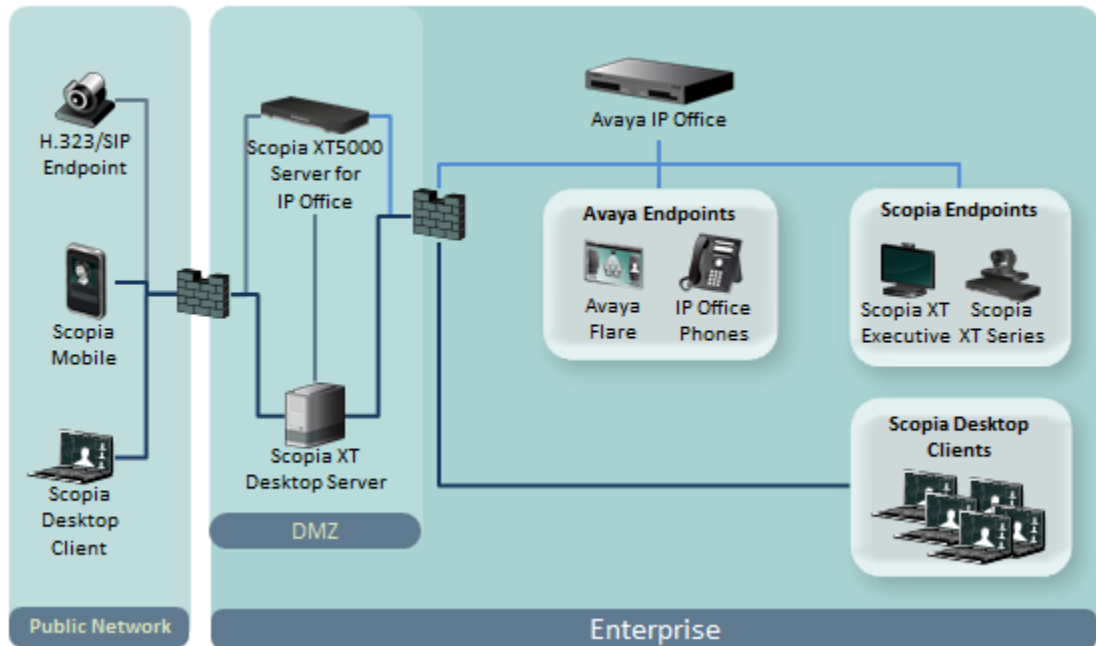 H.323/SIP
Endpoint
Scopia
Mobile
Scopia
Desktop
Client
Public Network
Scopia XT5000
Server for
IP Office
Scopia XT
Desktop Server
DMZ
Avaya IP Office
Avaya Endpoints
Avaya
Flare
IP Office
Phones
Scopia Endpoints
Scopia XT
Executive
Scopia
XT Series
Scopia Desktop
Clients
Enterprise